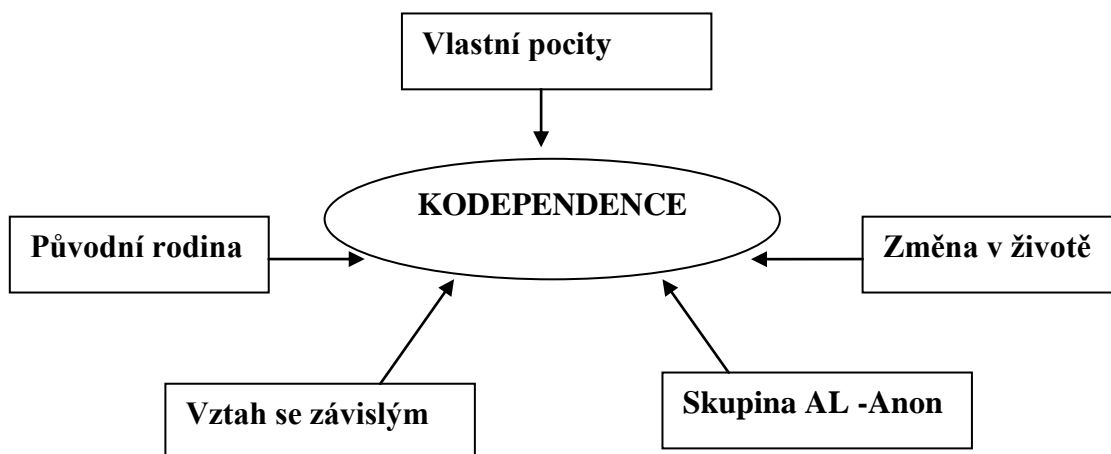 Vlastní pocity
KODEPENDENCE
Původní rodina
Změna v životě
Vztah se závislým
Skupina AL -Anon